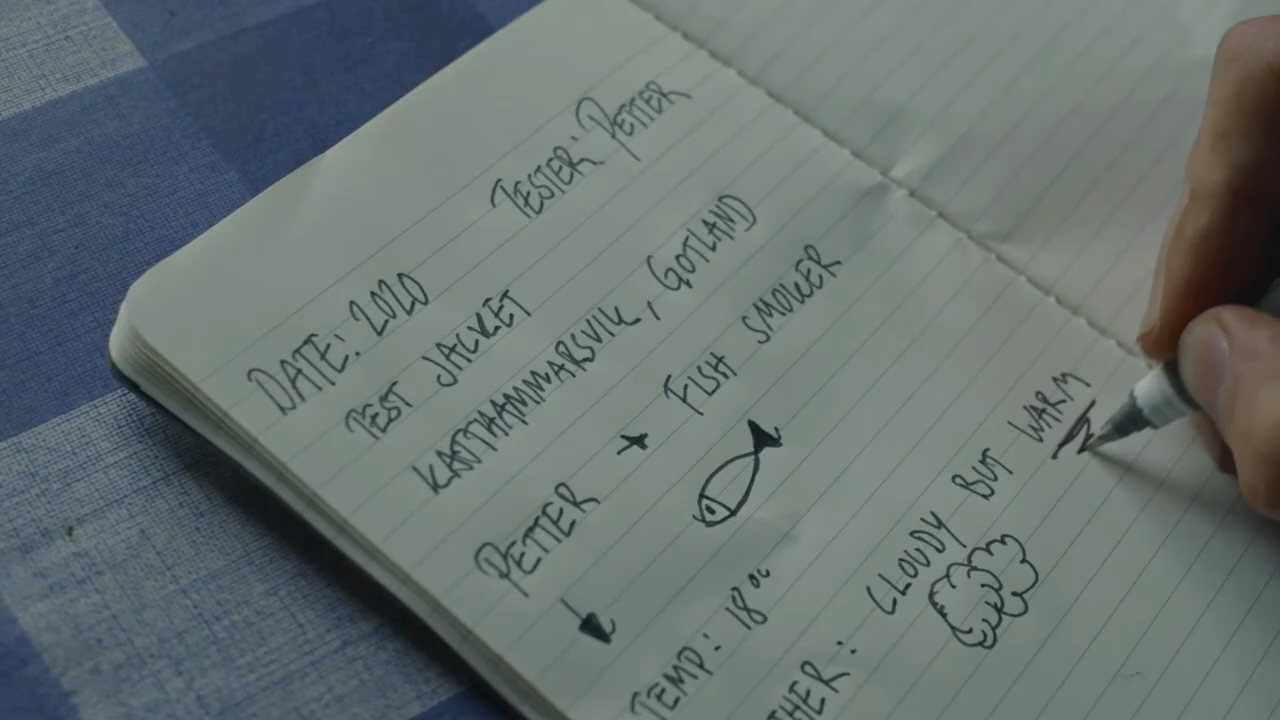 TESTER: PETTER
DATE: 2020
TEST JACKET
KATTHAMMARSVIK, GOTLAND
PETTER + FISH SMOKER
TEMP: 18°C
THER: CLOUDY BUT WARM